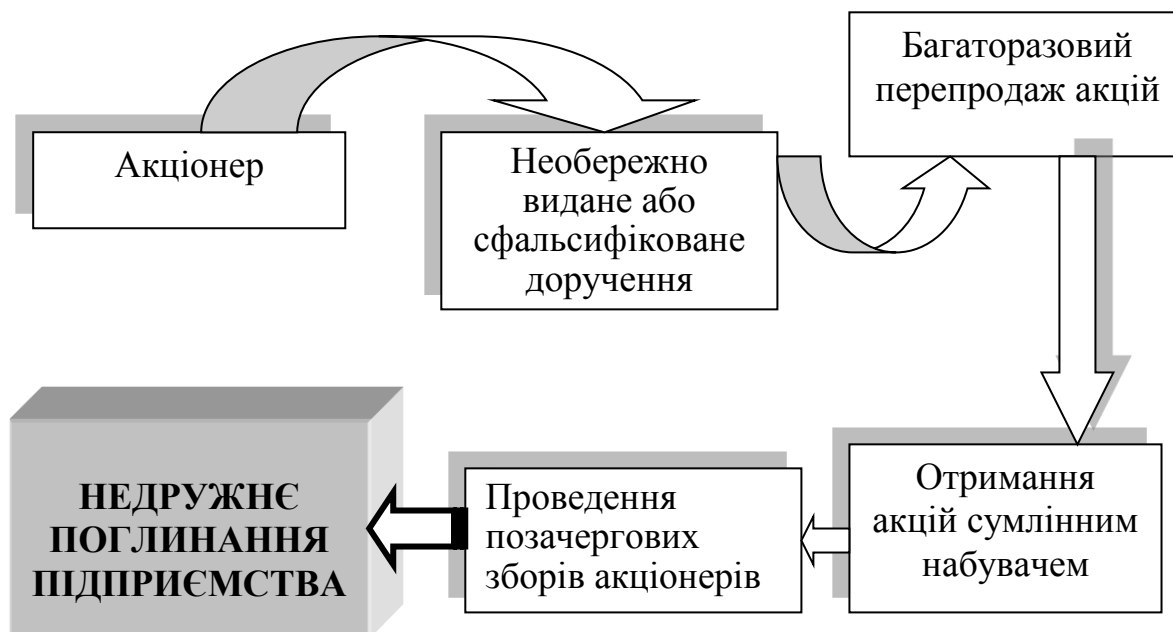 Акціонер
Необережно
видане або
сфальсифіковане
доручення
Багаторазовий
перепродаж акцій
Отримання
акцій сумлінним
набувачем
Проведення
позачергових
зборів акціонерів
НЕДРУЖНЄ
ПОГЛИНАННЯ
ПІДПРИЄМСТВА